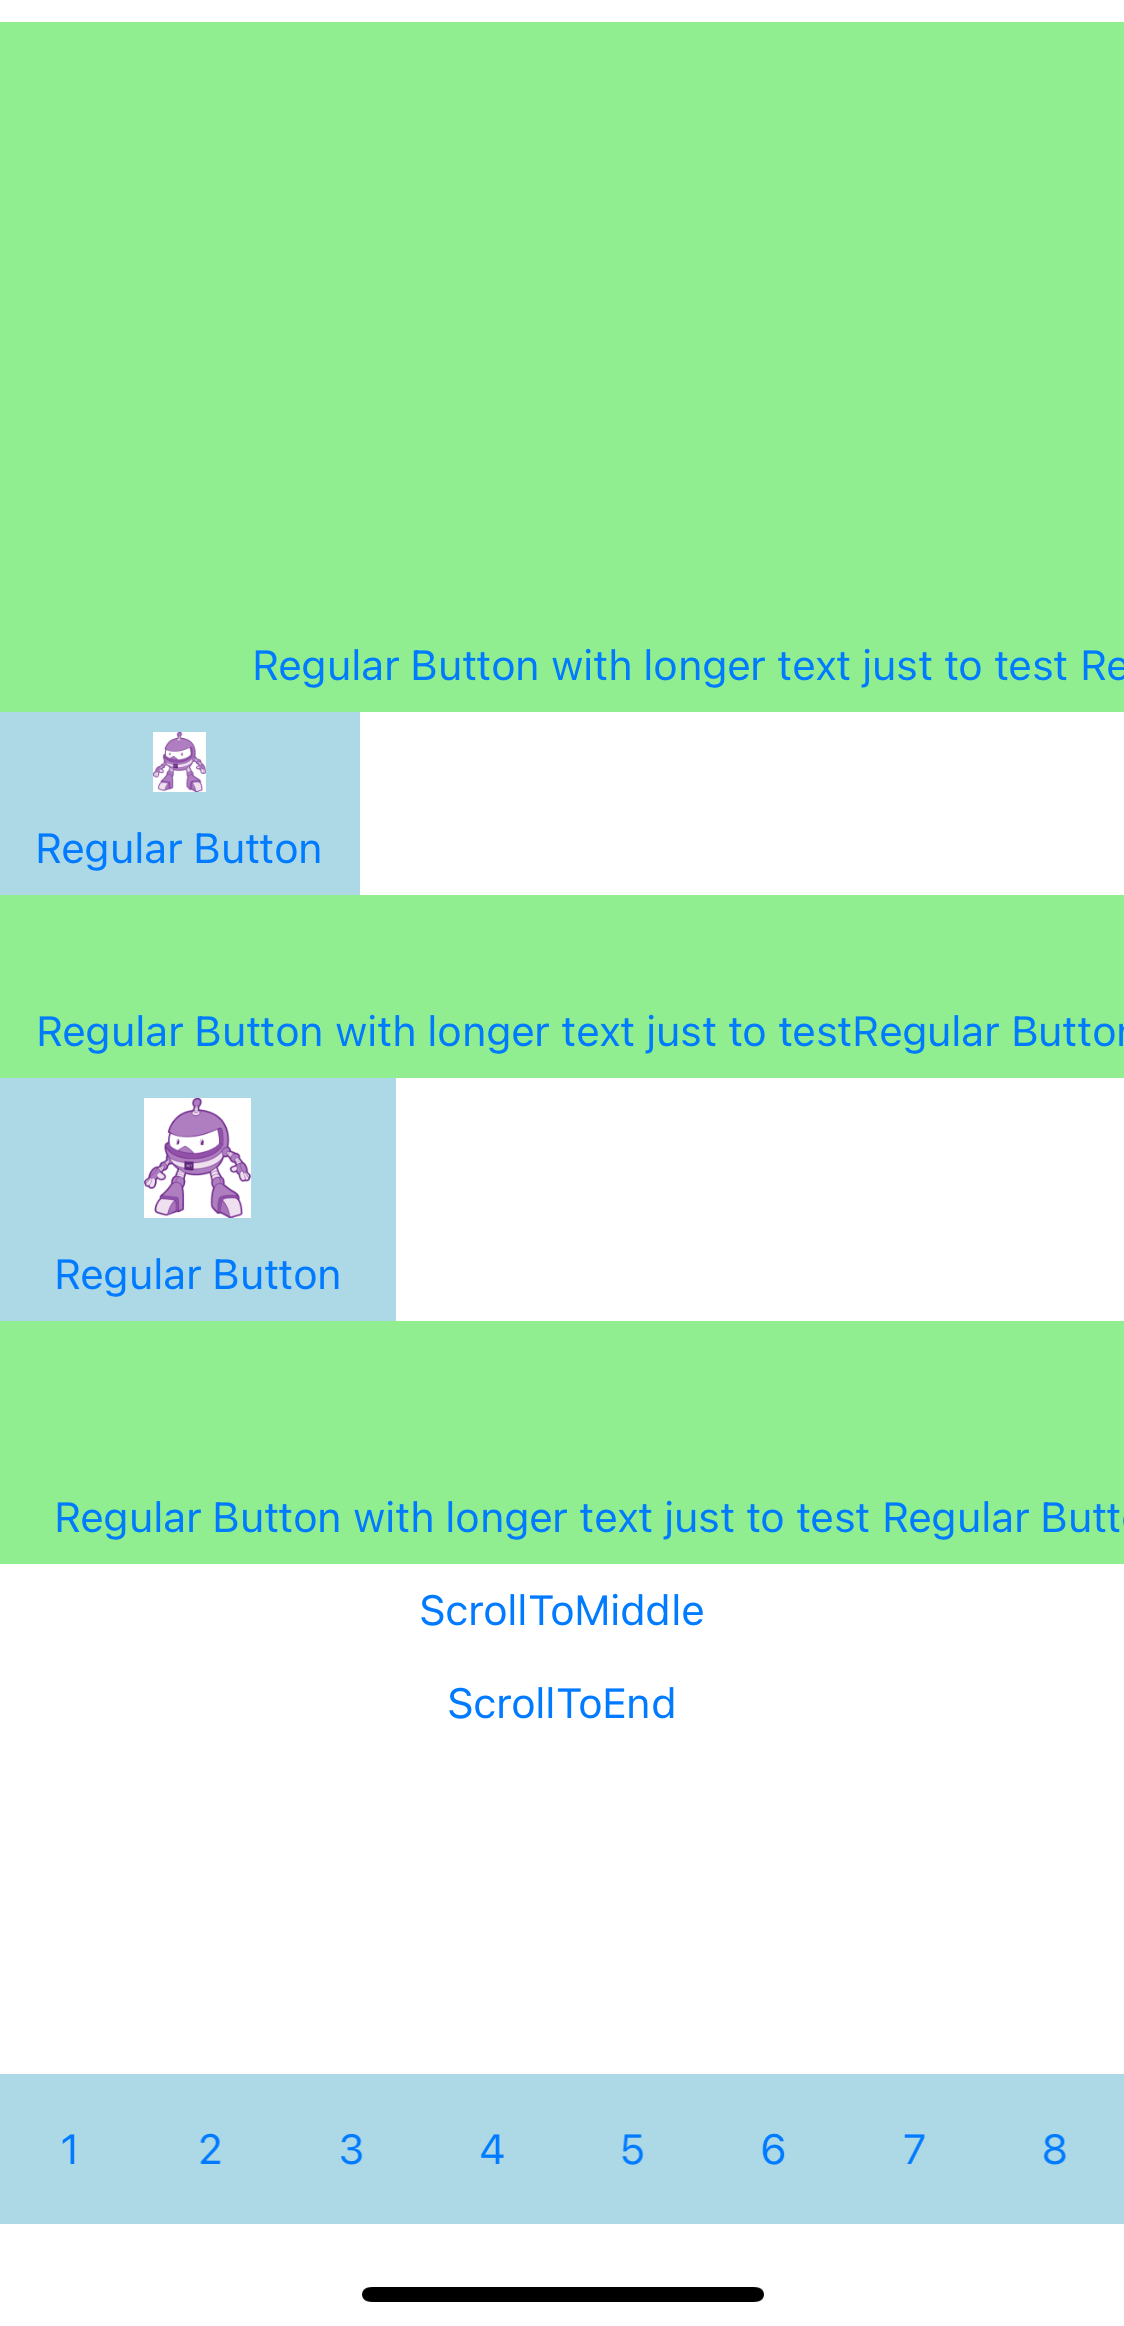 Regular Button with longer text just to test Re
Regular Button
Regular Button with longer text just to testRegular Button
Regular Button
Regular Button with longer text just to test Regular Butt
ScrollToMiddle
ScrollToEnd
1 2 3 4 5 6 7 8